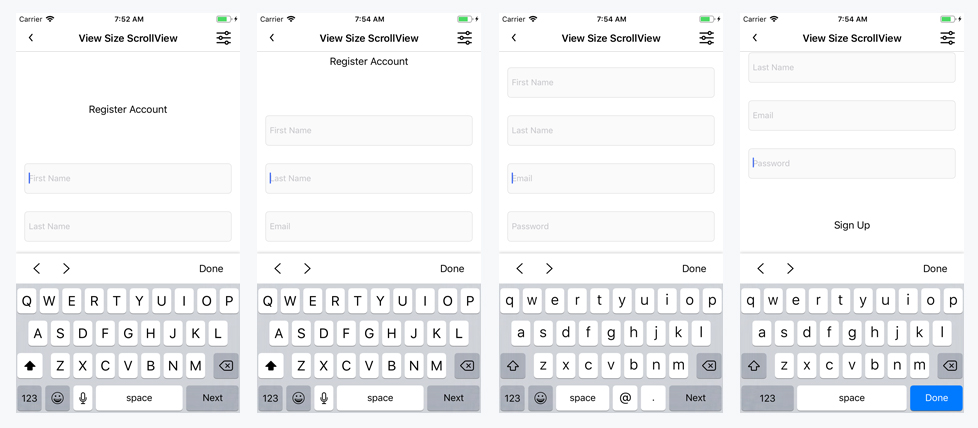 Carrier 7:52 AM
View Size ScrollView
Register Account
First Name
Last Name
Done
Q W E R T Y U I O P
A S D F G H J K L
Z X C V B N M
123 space Next
Carrier 7:54 AM
View Size ScrollView
Register Account
First Name
Last Name
Email
Done
Q W E R T Y U I O P
A S D F G H J K L
Z X C V B N M
123 space Next
Carrier 7:54 AM
View Size ScrollView
First Name
Last Name
Email
Password
Done
q w e r t y u i o p
a s d f g h j k l
z x c v b n m
123 space @ . Next
Carrier 7:54 AM
View Size ScrollView
Last Name
Email
Password
Sign Up
Done
q w e r t y u i o p
a s d f g h j k l
z x c v b n m
123 space Done